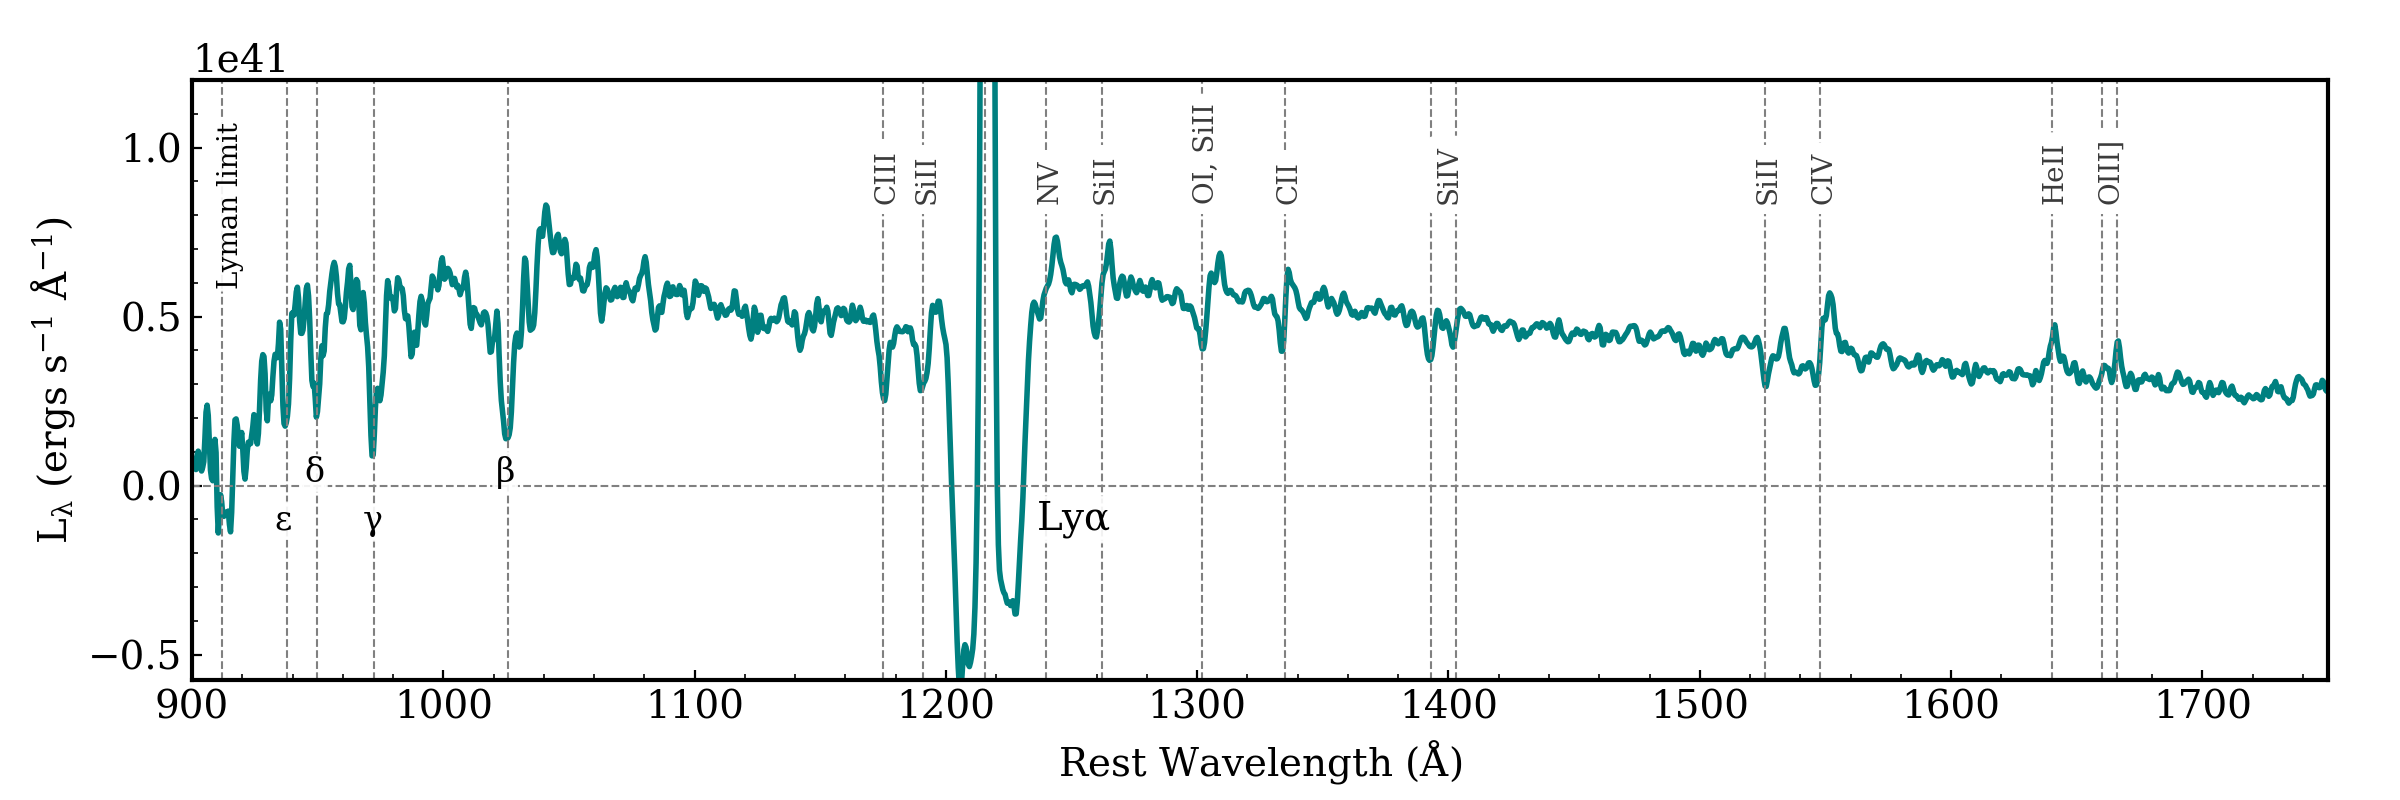 1e41
1.0
0.5
0.0
−0.5
L_λ (ergs s⁻¹ Å⁻¹)
Lyman limit
CIII
SiII
NV
SiII
OI, SiII
CII
SiIV
SiII
CIV
HeII
OIII]
ε
δ
γ
β
Lyα
900 1000 1100 1200 1300 1400 1500 1600 1700
Rest Wavelength (Å)